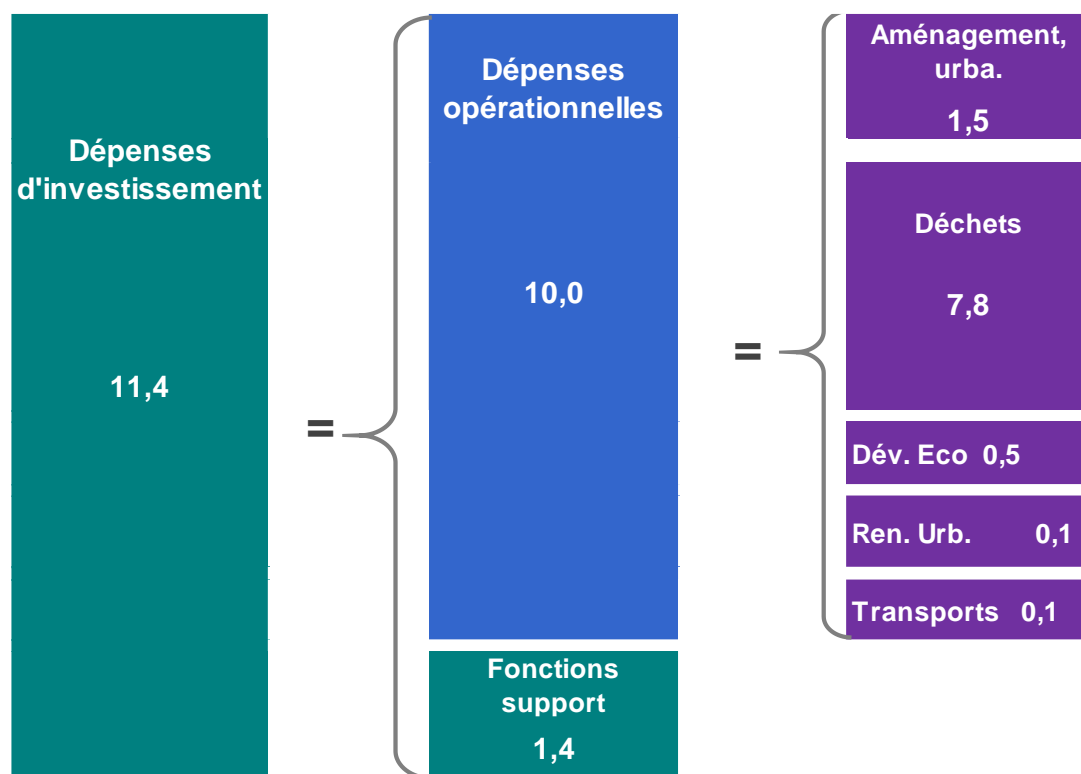 Dépenses
d'investissement
11,4
=
Dépenses
opérationnelles
10,0
Fonctions
support
1,4
=
Aménagement,
urba.
1,5
Déchets
7,8
Dév. Eco 0,5
Ren. Urb. 0,1
Transports 0,1